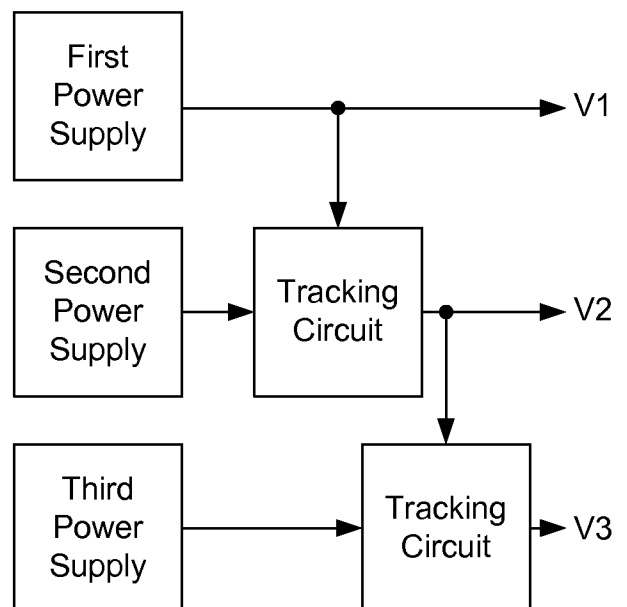 First
Power
Supply
V1
Second
Power
Supply
Tracking
Circuit
V2
Third
Power
Supply
Tracking
Circuit
V3